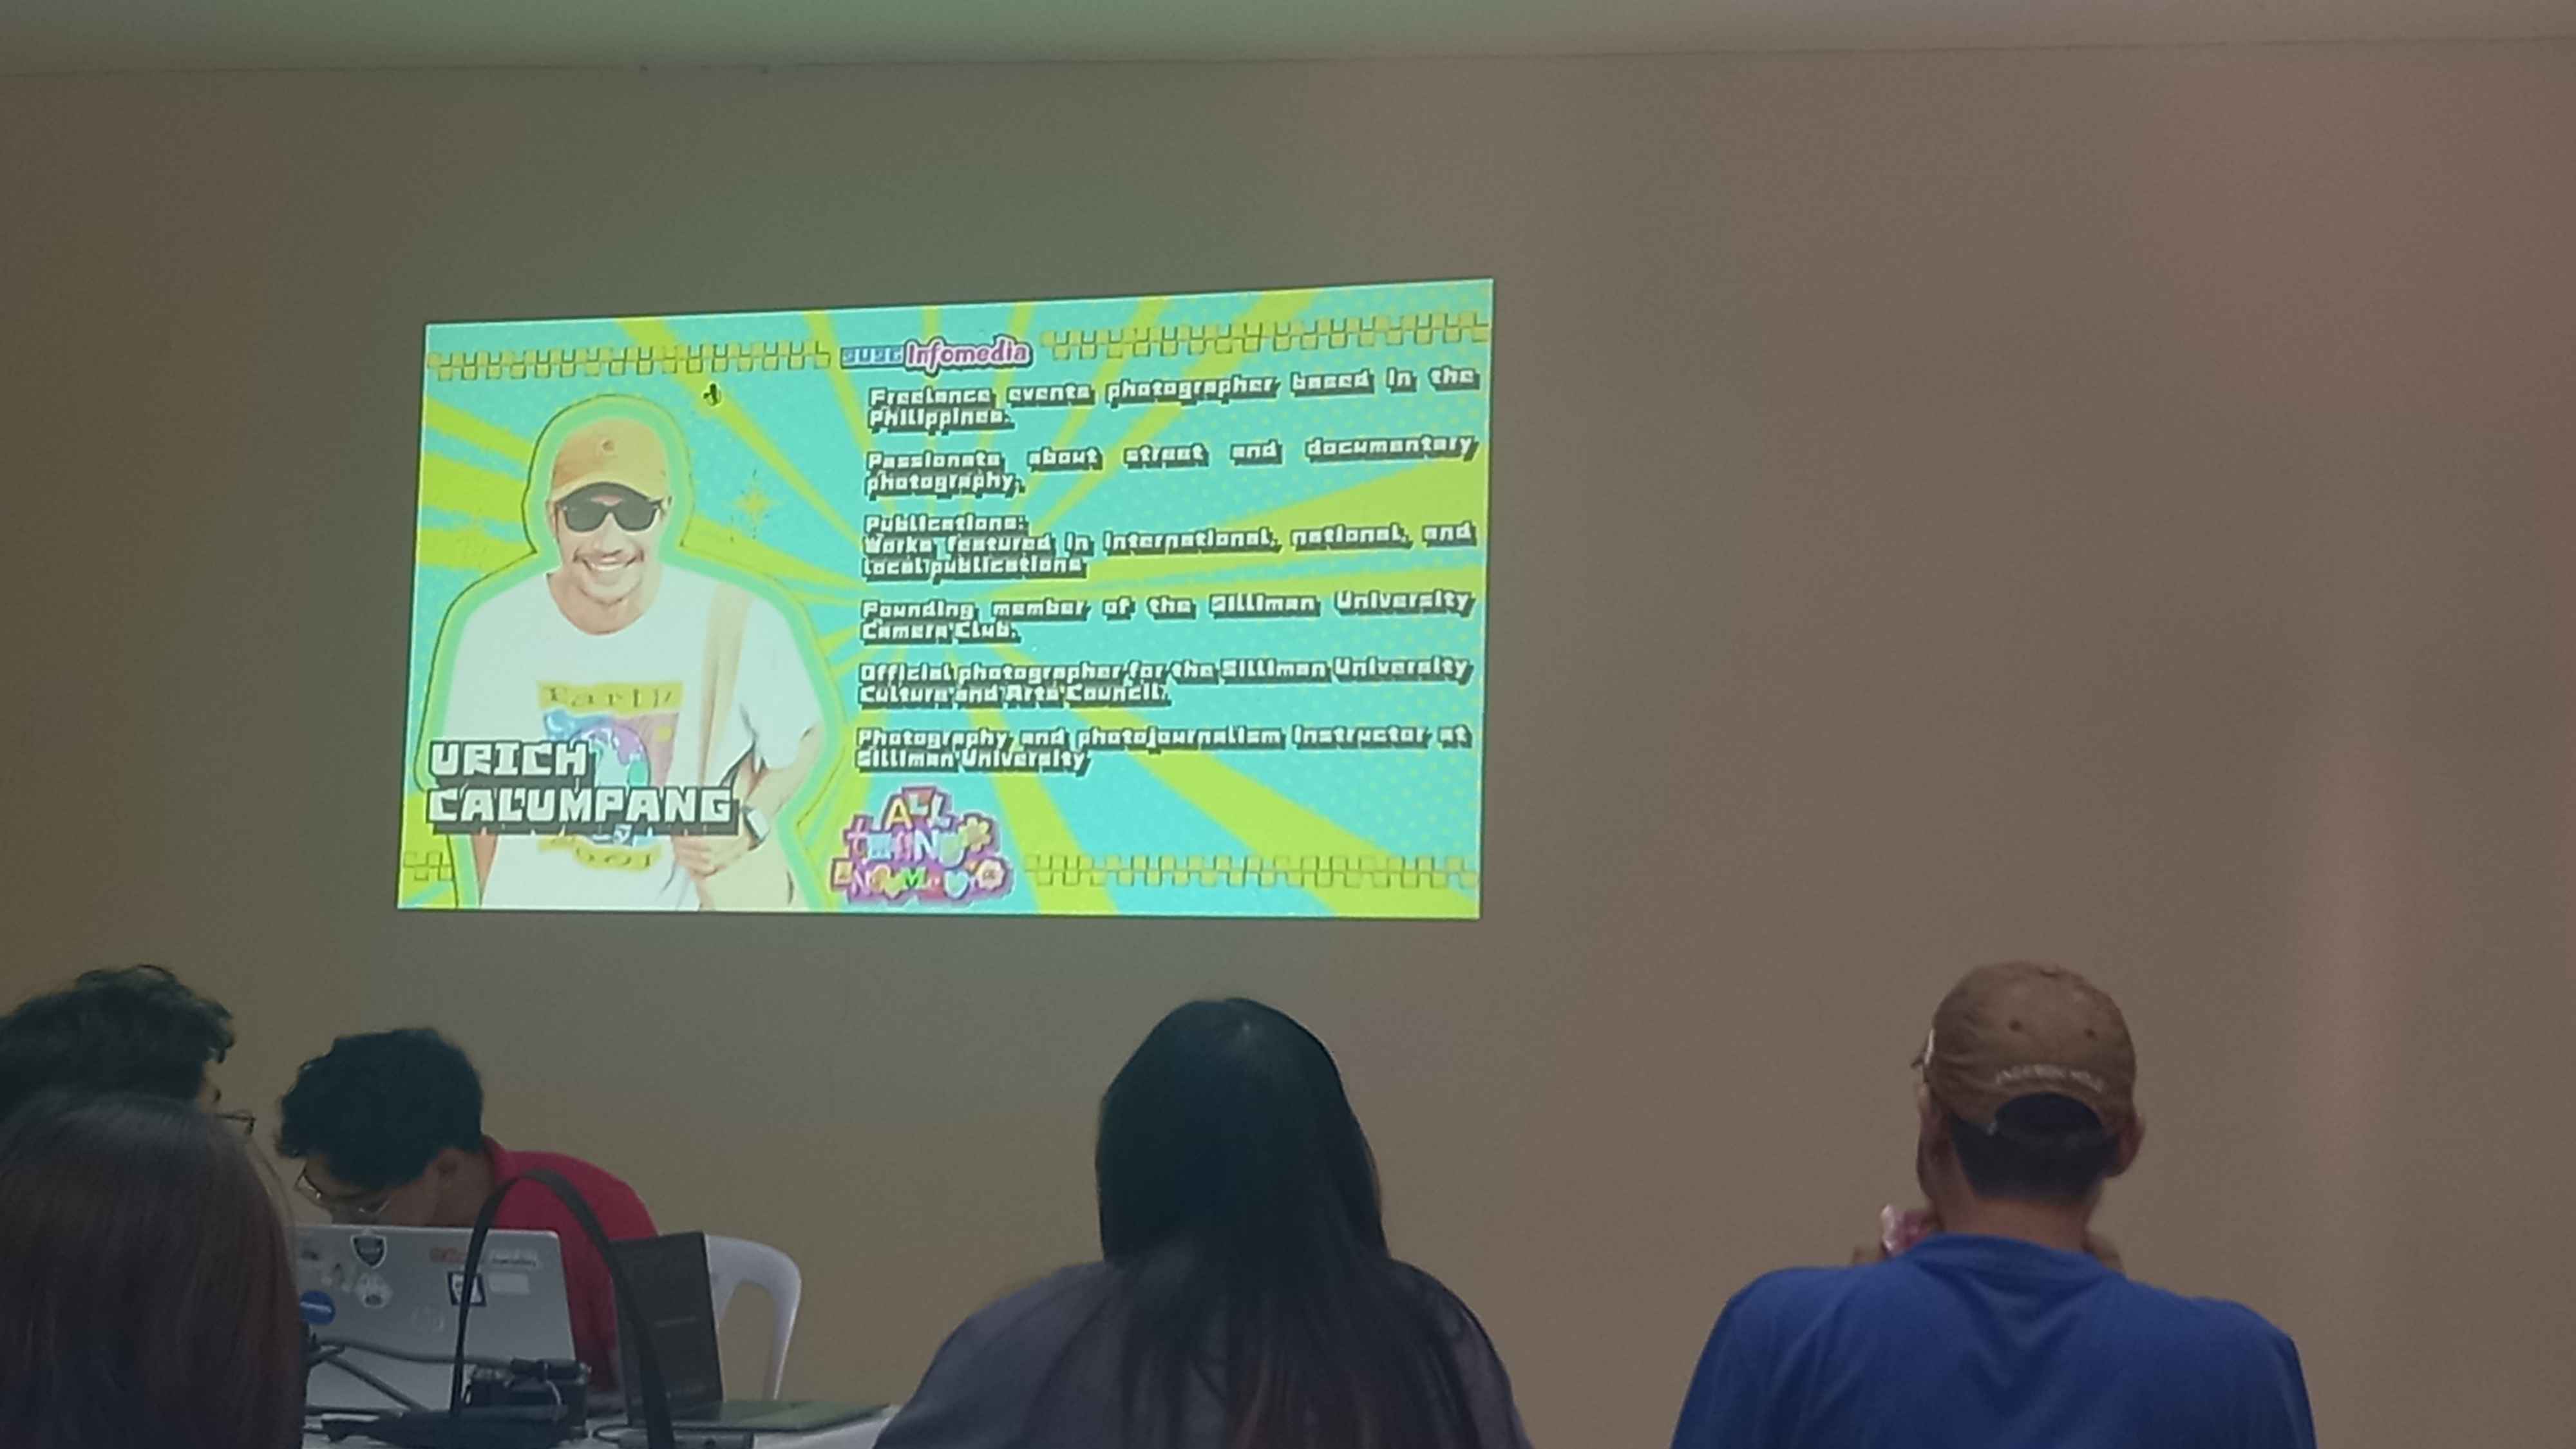 Infomedia
Freelance events photographer based in the
Philippines.
Passionate about street and documentary
photography.
Publications:
Works featured in international, national, and
local publications
Founding member of the Silliman University
Camera Club.
Official photographer for the Silliman University
Culture and Arts Council.
Photography and photojournalism instructor at
Silliman University
Earth
URICH
CALUMPANG
ALL